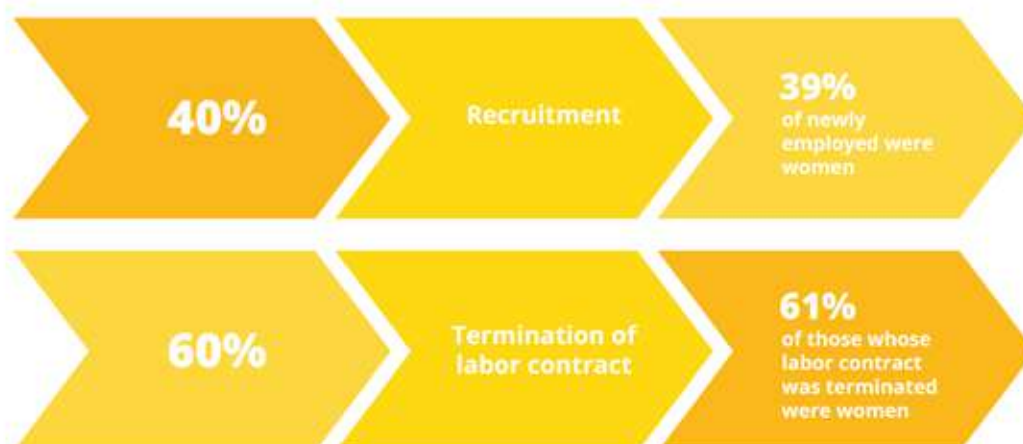 40%
Recruitment
39%
of newly
employed were
women
60%
Termination of
labor contract
61%
of those whose
labor contract
was terminated
were women